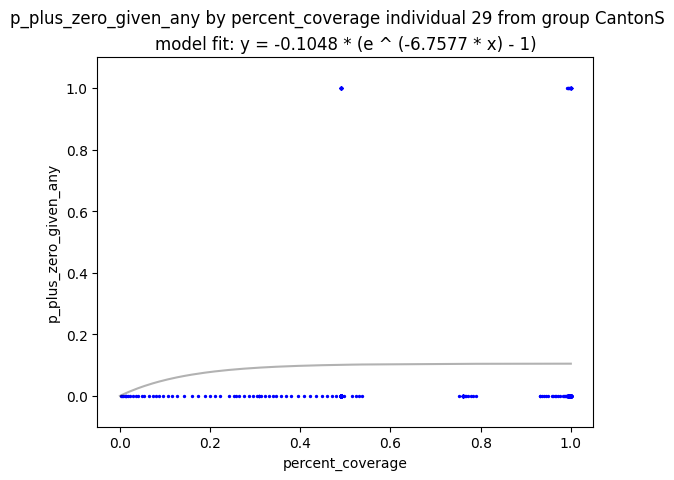 p_plus_zero_given_any by percent_coverage individual 29 from group CantonS
model fit: y = -0.1048 * (e ^ (-6.7577 * x) - 1)
p_plus_zero_given_any
1.0
0.8
0.6
0.4
0.2
0.0
0.0 0.2 0.4 0.6 0.8 1.0
percent_coverage